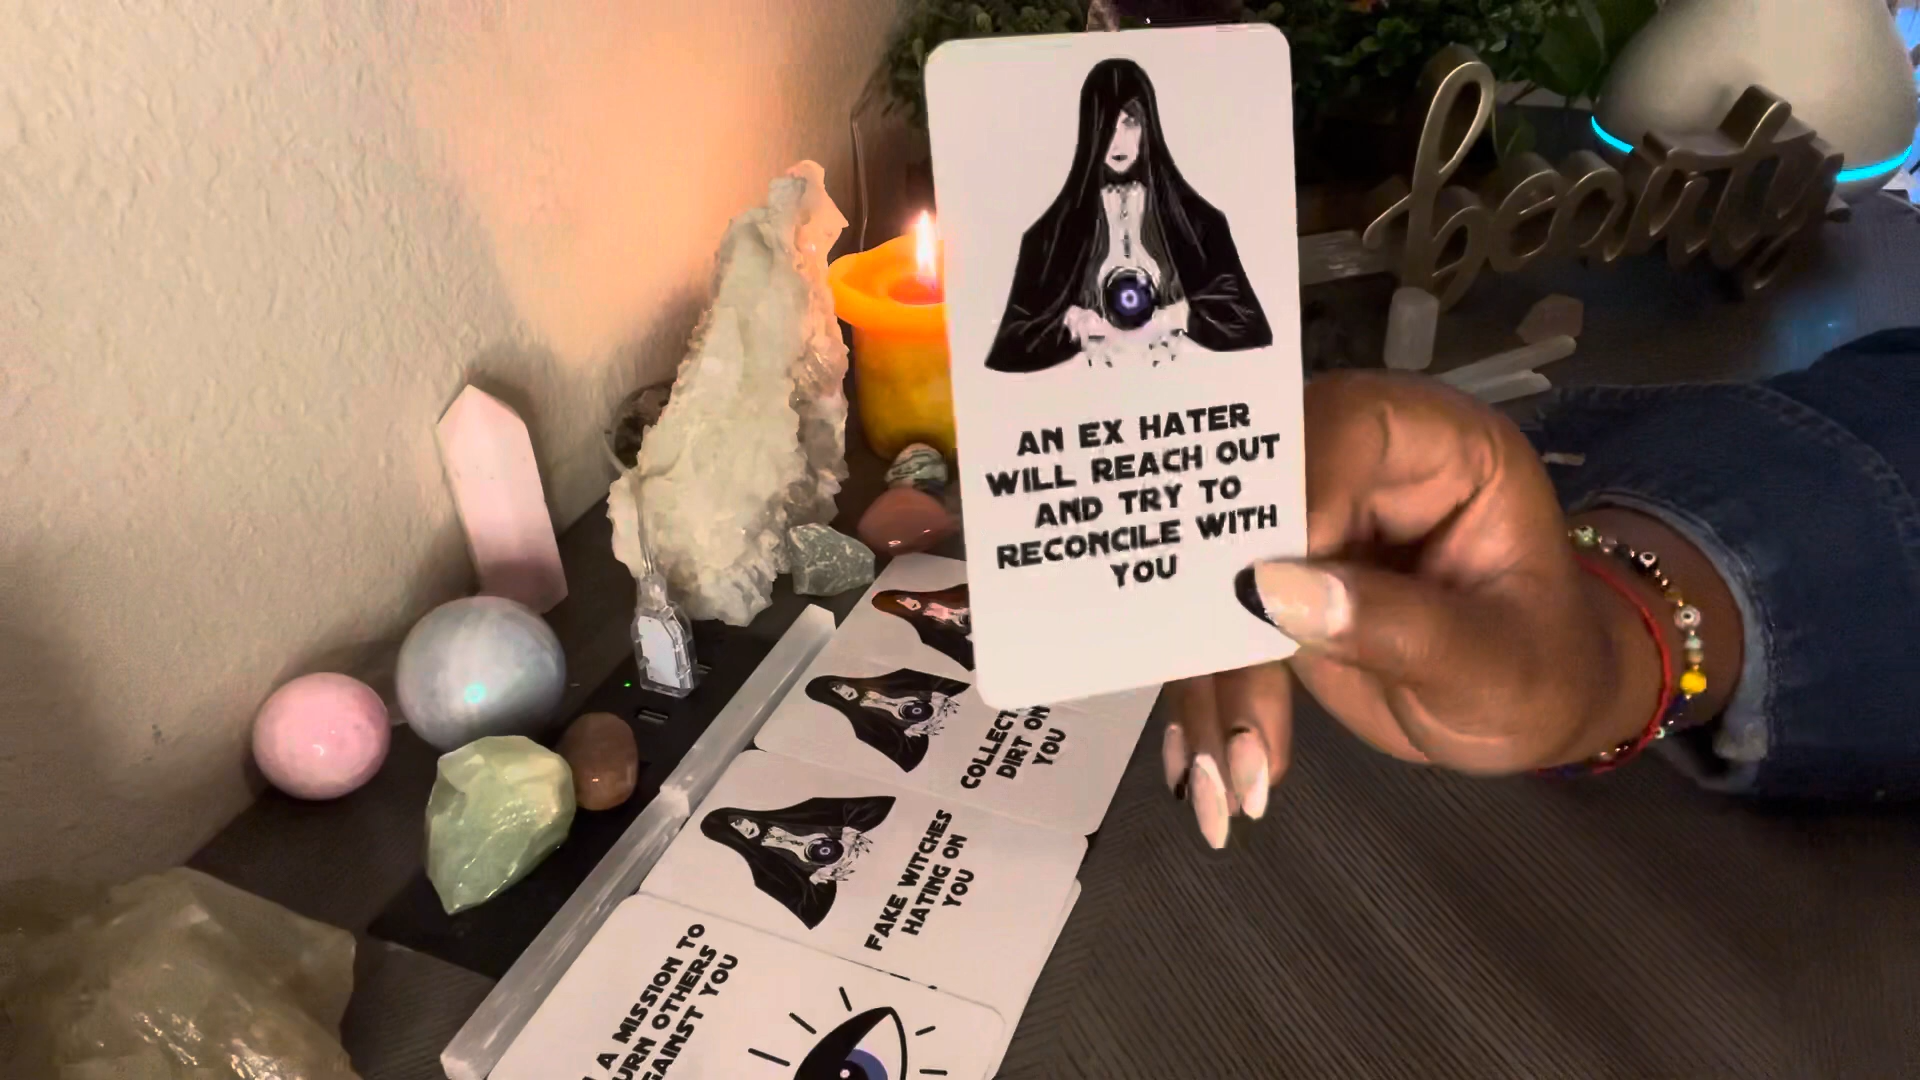 beauty
AN EX HATER
WILL REACH OUT
AND TRY TO
RECONCILE WITH
YOU
COLLECT
DIRT ON
YOU
FAKE WITCHES
HATING ON
YOU
A MISSION TO
TURN OTHERS
AGAINST YOU